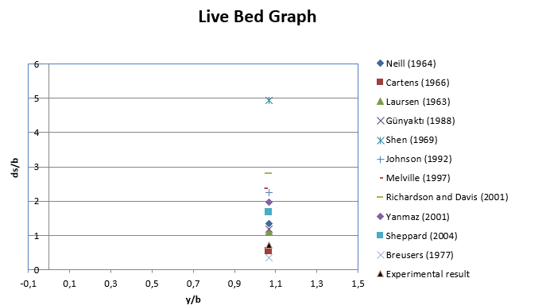 Live Bed Graph
ds/b
6
5
4
3
2
1
0
-0,1 0,1 0,3 0,5 0,7 0,9 1,1 1,3 1,5
y/b
Neill (1964)
Cartens (1966)
Laursen (1963)
Günyaktı (1988)
Shen (1969)
Johnson (1992)
Melville (1997)
Richardson and Davis (2001)
Yanmaz (2001)
Sheppard (2004)
Breusers (1977)
Experimental result